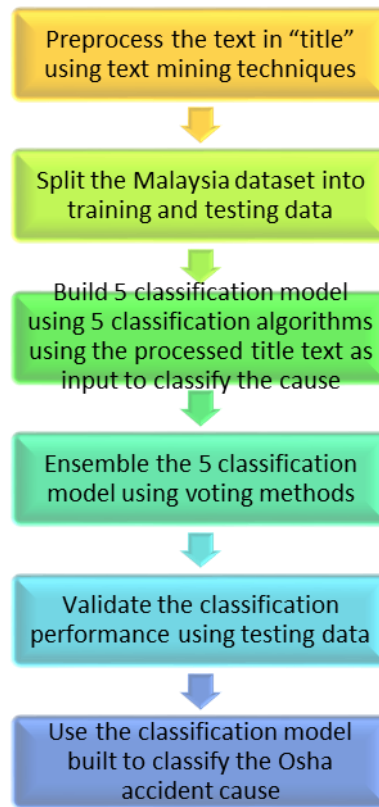 Preprocess the text in “title”
using text mining techniques
Split the Malaysia dataset into
training and testing data
Build 5 classification model
using 5 classification algorithms
using the processed title text as
input to classify the cause
Ensemble the 5 classification
model using voting methods
Validate the classification
performance using testing data
Use the classification model
built to classify the Osha
accident cause